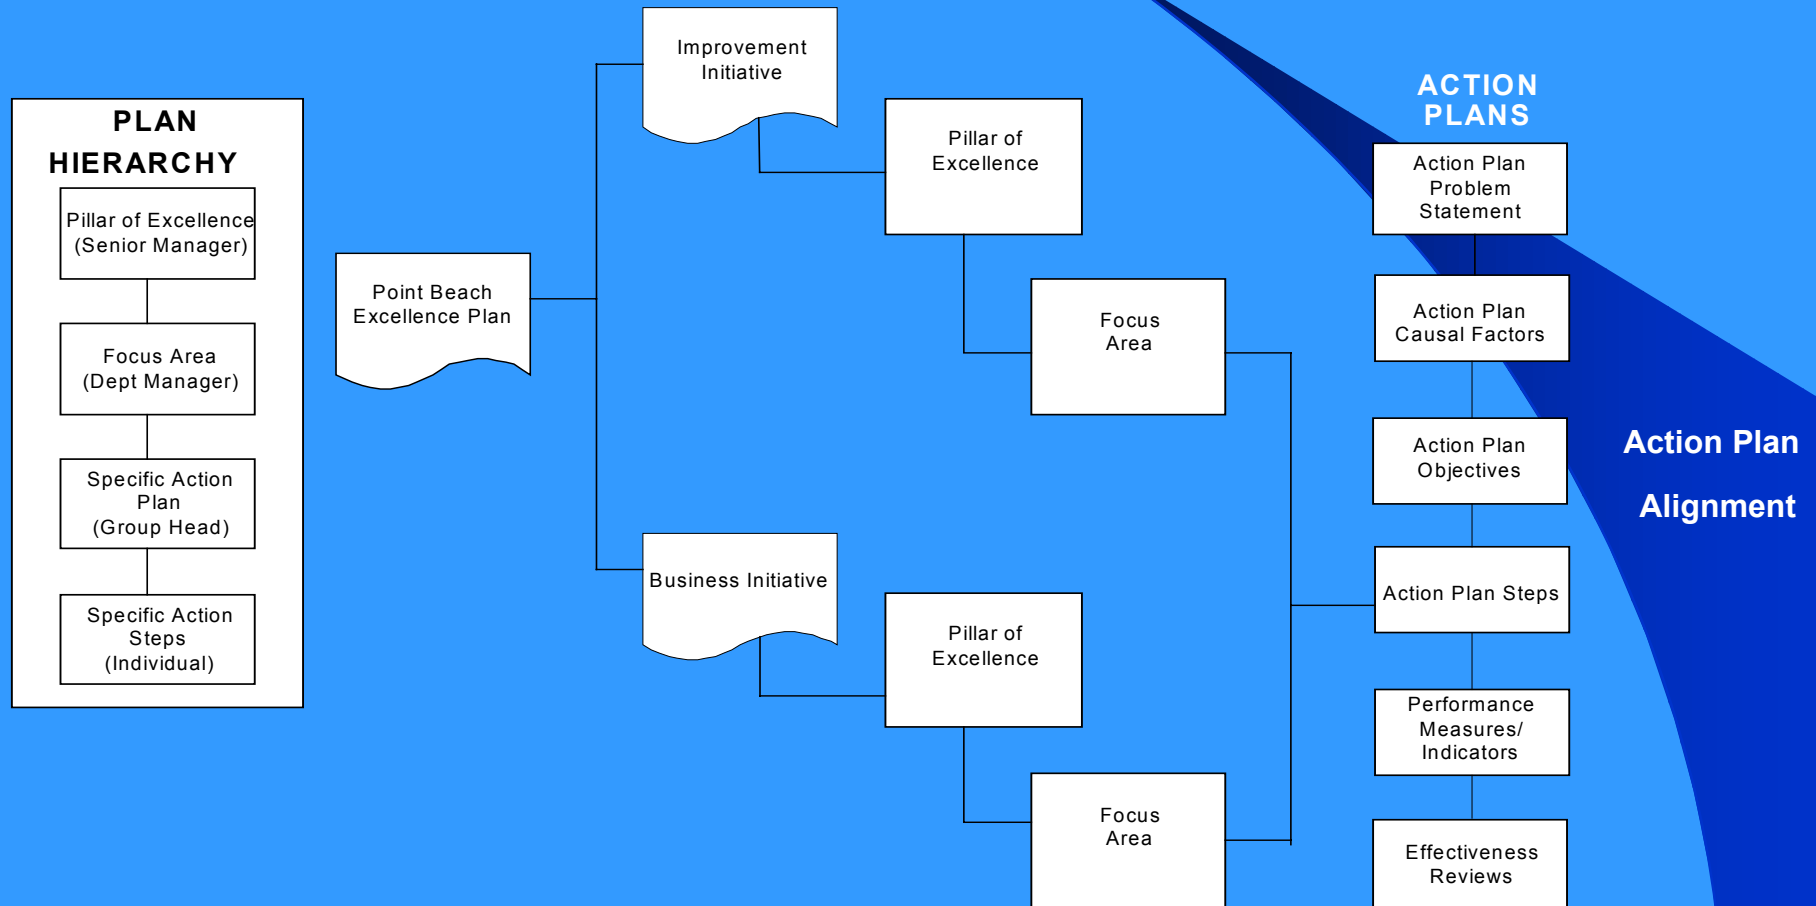 PLAN
HIERARCHY
Pillar of Excellence
(Senior Manager)
Focus Area
(Dept Manager)
Specific Action
Plan
(Group Head)
Specific Action
Steps
(Individual)
Point Beach
Excellence Plan
Improvement
Initiative
Pillar of
Excellence
Focus
Area
Business Initiative
Pillar of
Excellence
Focus
Area
ACTION
PLANS
Action Plan
Problem
Statement
Action Plan
Causal Factors
Action Plan
Objectives
Action Plan Steps
Performance
Measures/
Indicators
Effectiveness
Reviews
Action Plan
Alignment